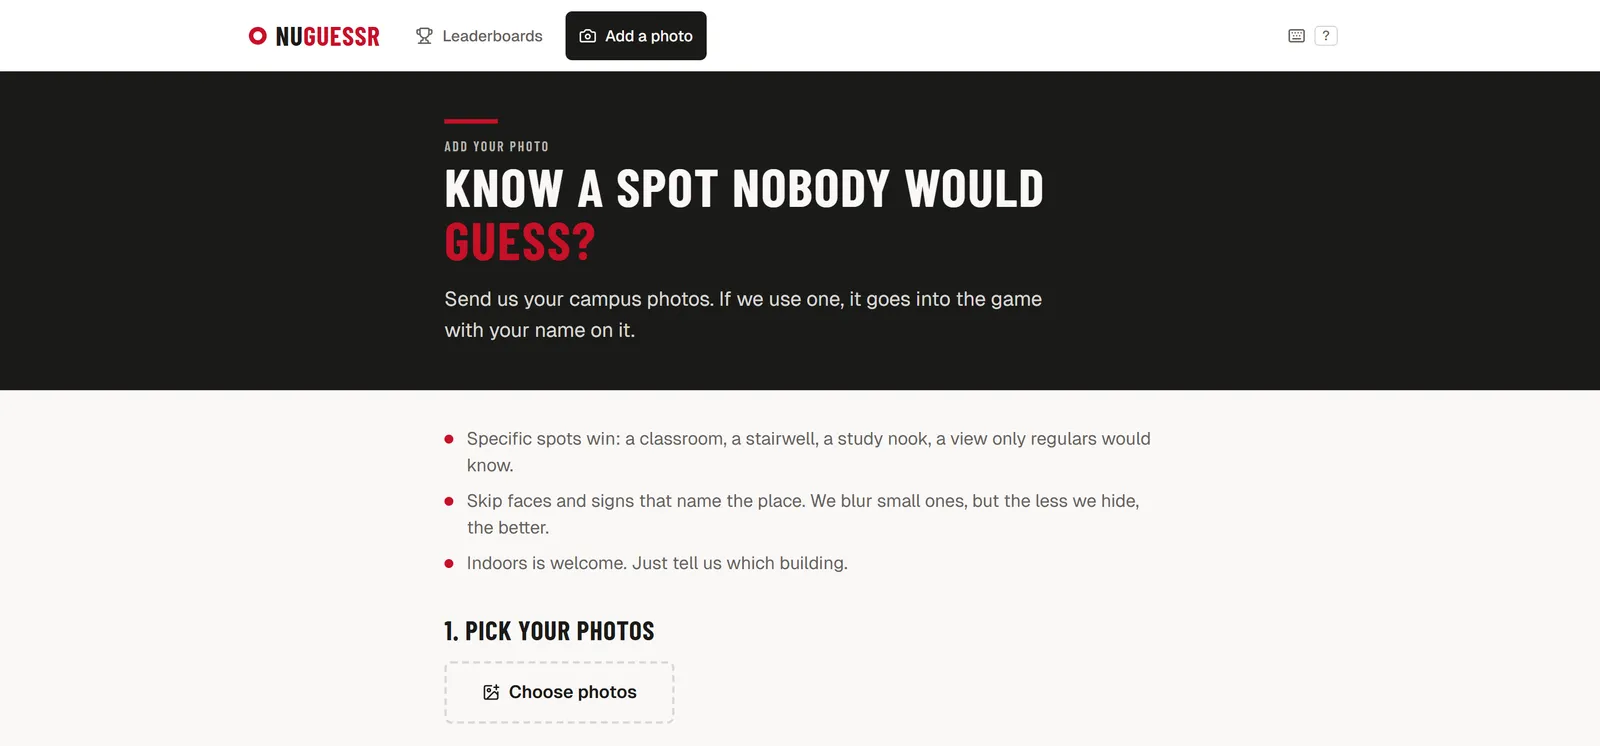 NUGUESSR
Leaderboards
Add a photo
?
ADD YOUR PHOTO
KNOW A SPOT NOBODY WOULD
GUESS?
Send us your campus photos. If we use one, it goes into the game
with your name on it.
Specific spots win: a classroom, a stairwell, a study nook, a view only regulars would
know.
Skip faces and signs that name the place. We blur small ones, but the less we hide,
the better.
Indoors is welcome. Just tell us which building.
1. PICK YOUR PHOTOS
Choose photos